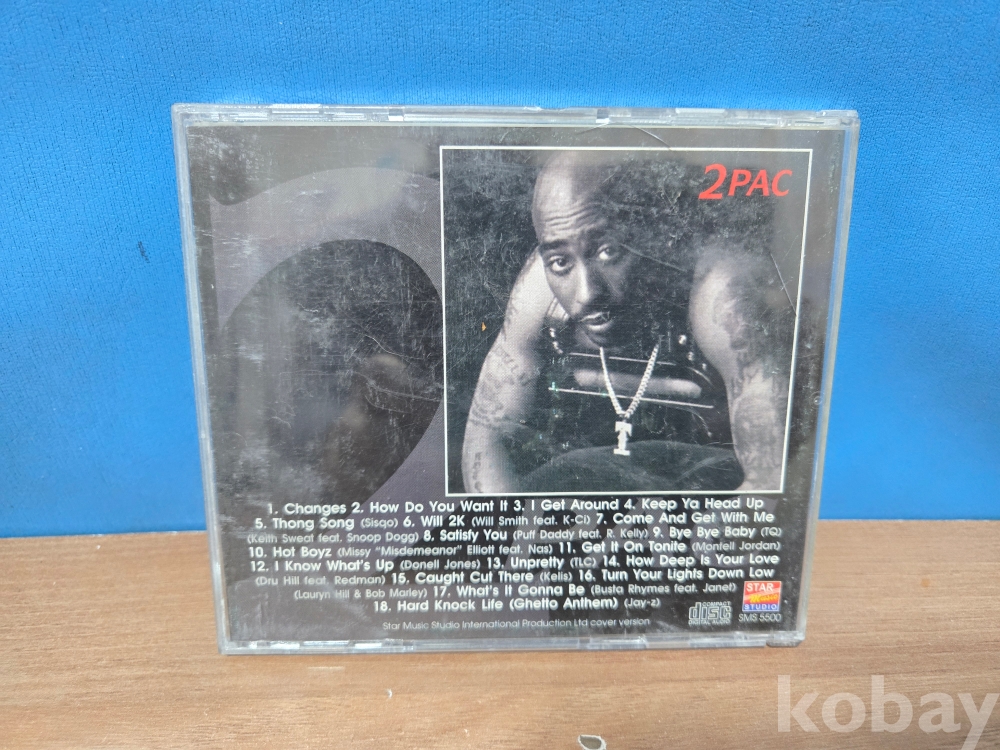 2PAC
1. Changes 2. How Do You Want It 3. I Get Around 4. Keep Ya Head Up
5. Thong Song (Sisqo) 6. Will 2K (Will Smith feat. K-Ci) 7. Come And Get With Me
(Keith Sweat feat. Snoop Dogg) 8. Satisfy You (Puff Daddy feat. R. Kelly) 9. Bye Bye Baby (TQ)
10. Hot Boyz (Missy "Misdemeanor" Elliott feat. Nas) 11. Get It On Tonite (Montell Jordan)
12. I Know What's Up (Donell Jones) 13. Unpretty (TLC) 14. How Deep Is Your Love
(Dru Hill feat. Redman) 15. Caught Cut There (Kelis) 16. Turn Your Lights Down Low
(Lauryn Hill & Bob Marley) 17. What's It Gonna Be (Busta Rhymes feat. Janet)
18. Hard Knock Life (Ghetto Anthem) (Jay-z)
Star Music Studio International Production Ltd cover version
COMPACT
disc
DIGITAL AUDIO
STAR
Music
STUDIO
SMS 5500
kobay